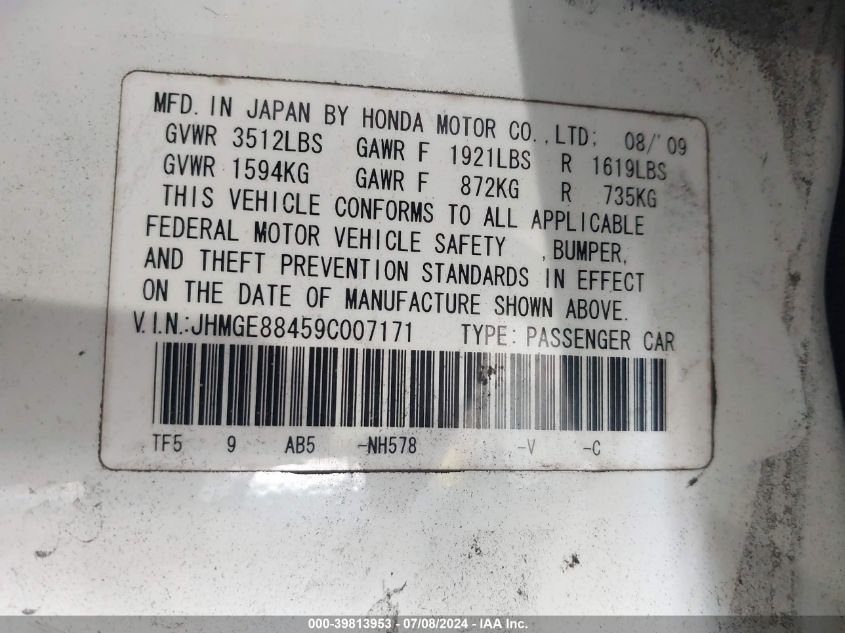 MFD. IN JAPAN BY HONDA MOTOR CO.,LTD; 08/'09
GVWR 3512LBS GAWR F 1921LBS R 1619LBS
GVWR 1594KG GAWR F 872KG R 735KG
THIS VEHICLE CONFORMS TO ALL APPLICABLE
FEDERAL MOTOR VEHICLE SAFETY ,BUMPER,
AND THEFT PREVENTION STANDARDS IN EFFECT
ON THE DATE OF MANUFACTURE SHOWN ABOVE.
V.I.N.:JHMGE88459C007171 TYPE: PASSENGER CAR
TF5 9 AB5 -NH578 -V -C
000-39813953 - 07/08/2024 - IAA Inc.